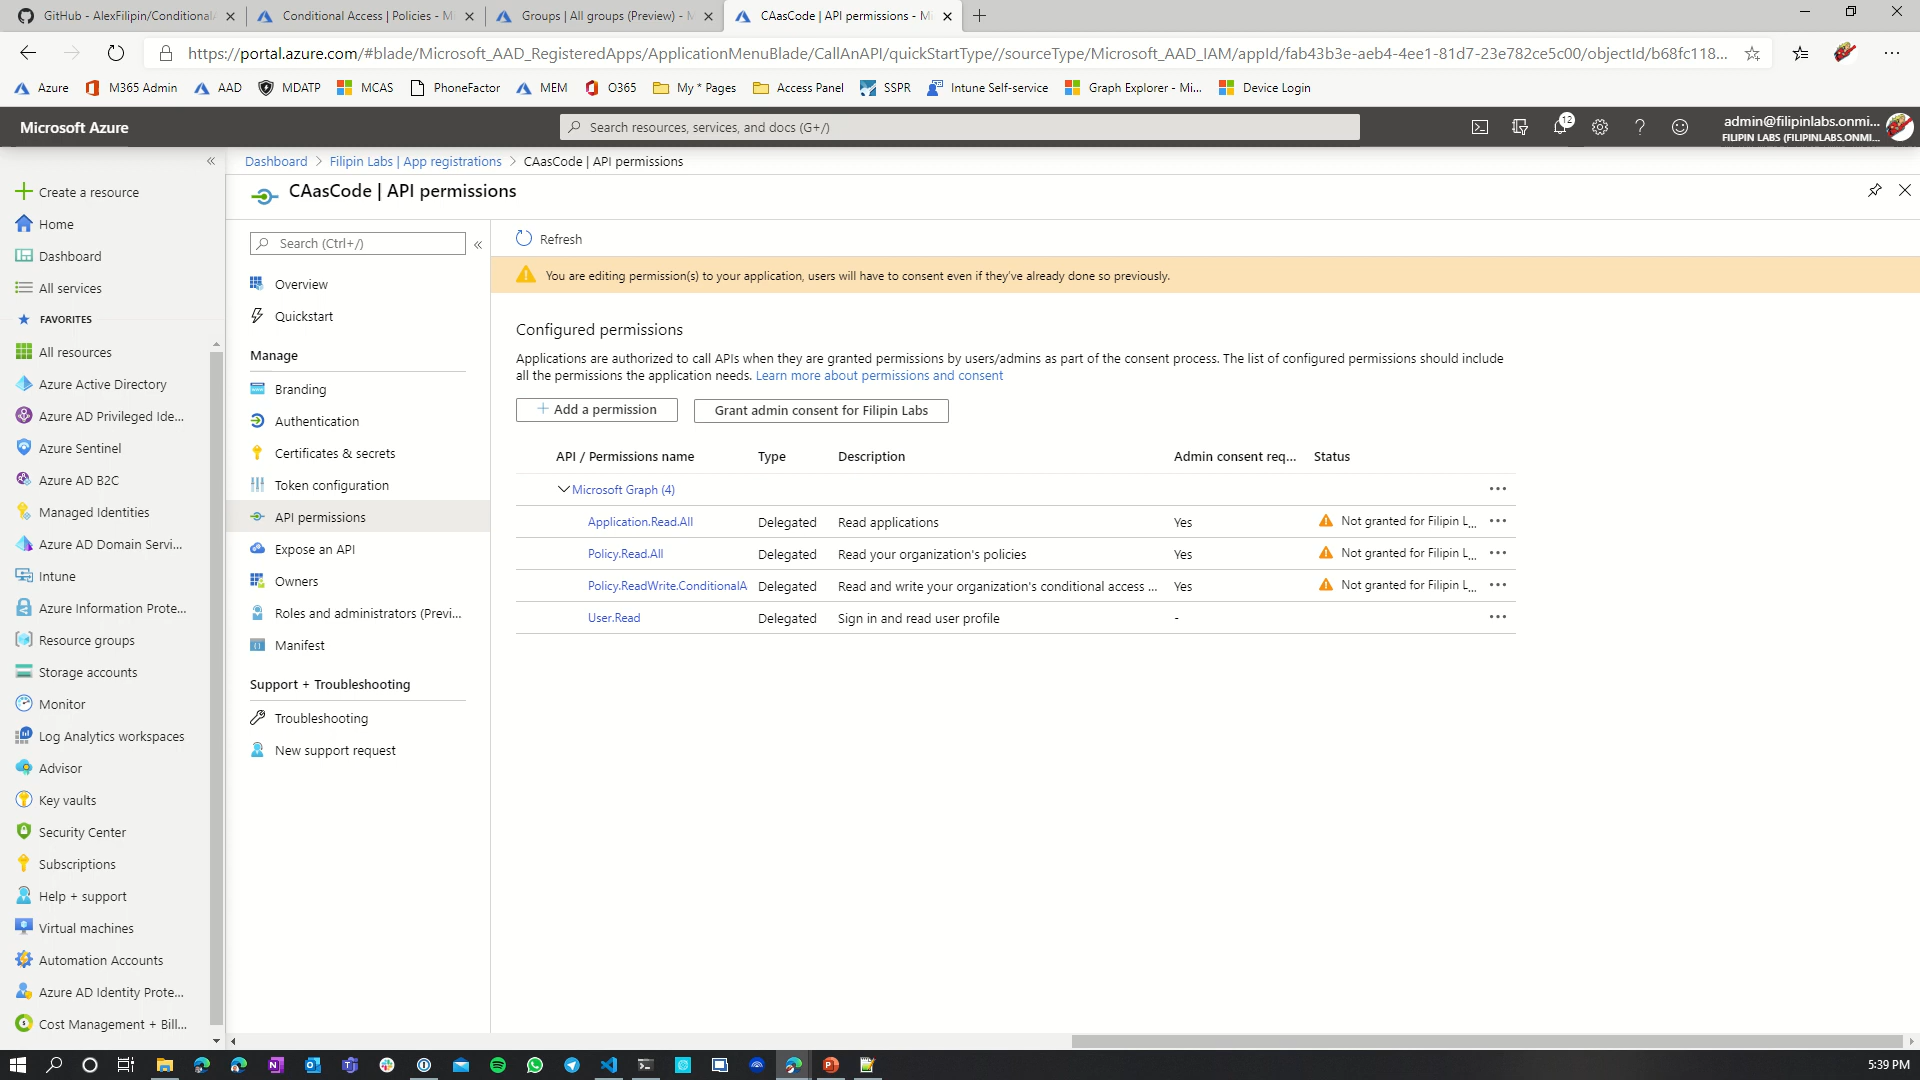 GitHub - AlexFilipin/Conditional
Conditional Access | Policies - Mi
Groups | All groups (Preview) - M
CAasCode | API permissions - Mi
https://portal.azure.com/#blade/Microsoft_AAD_RegisteredApps/ApplicationMenuBlade/CallAnAPI/quickStartType//sourceType/Microsoft_AAD_IAM/appId/fab43b3e-aeb4-4ee1-81d7-23e782ce5c00/objectId/b68fc118...
Azure
M365 Admin
AAD
MDATP
MCAS
PhoneFactor
MEM
O365
My * Pages
Access Panel
SSPR
Intune Self-service
Graph Explorer - Mi...
Device Login
Microsoft Azure
Search resources, services, and docs (G+/)
12
admin@filipinlabs.onmi...
FILIPIN LABS (FILIPINLABS.ONMI...
Dashboard > Filipin Labs | App registrations > CAasCode | API permissions
CAasCode | API permissions
Create a resource
Home
Dashboard
All services
FAVORITES
All resources
Azure Active Directory
Azure AD Privileged Ide...
Azure Sentinel
Azure AD B2C
Managed Identities
Azure AD Domain Servi...
Intune
Azure Information Prote...
Resource groups
Storage accounts
Monitor
Log Analytics workspaces
Advisor
Key vaults
Security Center
Subscriptions
Help + support
Virtual machines
Automation Accounts
Azure AD Identity Prote...
Cost Management + Bill...
Search (Ctrl+/)
Overview
Quickstart
Manage
Branding
Authentication
Certificates & secrets
Token configuration
API permissions
Expose an API
Owners
Roles and administrators (Previ...
Manifest
Support + Troubleshooting
Troubleshooting
New support request
Refresh
You are editing permission(s) to your application, users will have to consent even if they've already done so previously.
Configured permissions
Applications are authorized to call APIs when they are granted permissions by users/admins as part of the consent process. The list of configured permissions should include
all the permissions the application needs. Learn more about permissions and consent
Add a permission
Grant admin consent for Filipin Labs
API / Permissions name Type Description Admin consent req... Status
Microsoft Graph (4)
Application.Read.All Delegated Read applications Yes Not granted for Filipin L...
Policy.Read.All Delegated Read your organization's policies Yes Not granted for Filipin L...
Policy.ReadWrite.ConditionalA Delegated Read and write your organization's conditional access ... Yes Not granted for Filipin L...
User.Read Delegated Sign in and read user profile -
5:39 PM